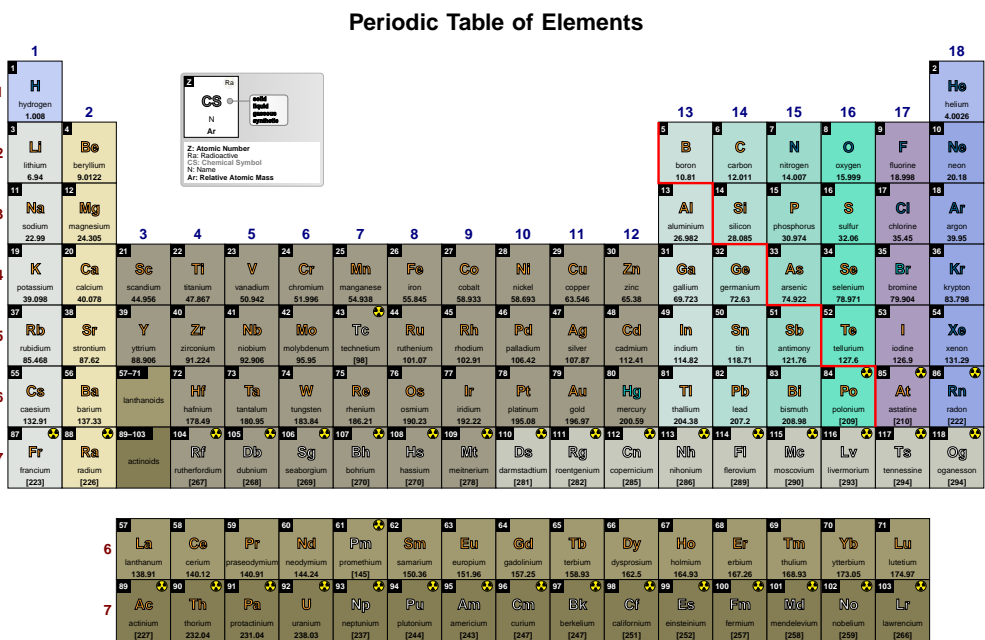 Periodic Table of Elements
1 18
1 2
H He
hydrogen helium
1.008 4.0026
Z Ra
CS
solid
liquid
gaseous
synthetic
N
Ar
Z: Atomic Number
Ra: Radioactive
CS: Chemical Symbol
N: Name
Ar: Relative Atomic Mass
2 13 14 15 16 17
3 4 5 6 7 8 9 10
Li Be B C N O F Ne
lithium beryllium boron carbon nitrogen oxygen fluorine neon
6.94 9.0122 10.81 12.011 14.007 15.999 18.998 20.18
11 12 13 14 15 16 17 18
Na Mg Al Si P S Cl Ar
sodium magnesium aluminium silicon phosphorus sulfur chlorine argon
22.99 24.305 26.982 28.085 30.974 32.06 35.45 39.95
3 4 5 6 7 8 9 10 11 12
19 20 21 22 23 24 25 26 27 28 29 30 31 32 33 34 35 36
K Ca Sc Ti V Cr Mn Fe Co Ni Cu Zn Ga Ge As Se Br Kr
potassium calcium scandium titanium vanadium chromium manganese iron cobalt nickel copper zinc gallium germanium arsenic selenium bromine krypton
39.098 40.078 44.956 47.867 50.942 51.996 54.938 55.845 58.933 58.693 63.546 65.38 69.723 72.63 74.922 78.971 79.904 83.798
37 38 39 40 41 42 43 44 45 46 47 48 49 50 51 52 53 54
Rb Sr Y Zr Nb Mo Tc Ru Rh Pd Ag Cd In Sn Sb Te I Xe
rubidium strontium yttrium zirconium niobium molybdenum technetium ruthenium rhodium palladium silver cadmium indium tin antimony tellurium iodine xenon
85.468 87.62 88.906 91.224 92.906 95.95 [98] 101.07 102.91 106.42 107.87 112.41 114.82 118.71 121.76 127.6 126.9 131.29
55 56 57–71 72 73 74 75 76 77 78 79 80 81 82 83 84 85 86
Cs Ba Hf Ta W Re Os Ir Pt Au Hg Tl Pb Bi Po At Rn
caesium barium lanthanoids hafnium tantalum tungsten rhenium osmium iridium platinum gold mercury thallium lead bismuth polonium astatine radon
132.91 137.33 178.49 180.95 183.84 186.21 190.23 192.22 195.08 196.97 200.59 204.38 207.2 208.98 [209] [210] [222]
87 88 89–103 104 105 106 107 108 109 110 111 112 113 114 115 116 117 118
Fr Ra Rf Db Sg Bh Hs Mt Ds Rg Cn Nh Fl Mc Lv Ts Og
francium radium actinoids rutherfordium dubnium seaborgium bohrium hassium meitnerium darmstadtium roentgenium copernicium nihonium flerovium moscovium livermorium tennessine oganesson
[223] [226] [267] [268] [269] [270] [270] [278] [281] [282] [285] [286] [289] [290] [293] [294] [294]
57 58 59 60 61 62 63 64 65 66 67 68 69 70 71
6 La Ce Pr Nd Pm Sm Eu Gd Tb Dy Ho Er Tm Yb Lu
lanthanum cerium praseodymium neodymium promethium samarium europium gadolinium terbium dysprosium holmium erbium thulium ytterbium lutetium
138.91 140.12 140.91 144.24 [145] 150.36 151.96 157.25 158.93 162.5 164.93 167.26 168.93 173.05 174.97
89 90 91 92 93 94 95 96 97 98 99 100 101 102 103
7 Ac Th Pa U Np Pu Am Cm Bk Cf Es Fm Md No Lr
actinium thorium protactinium uranium neptunium plutonium americium curium berkelium californium einsteinium fermium mendelevium nobelium lawrencium
[227] 232.04 231.04 238.03 [237] [244] [243] [247] [247] [251] [252] [257] [258] [259] [266]